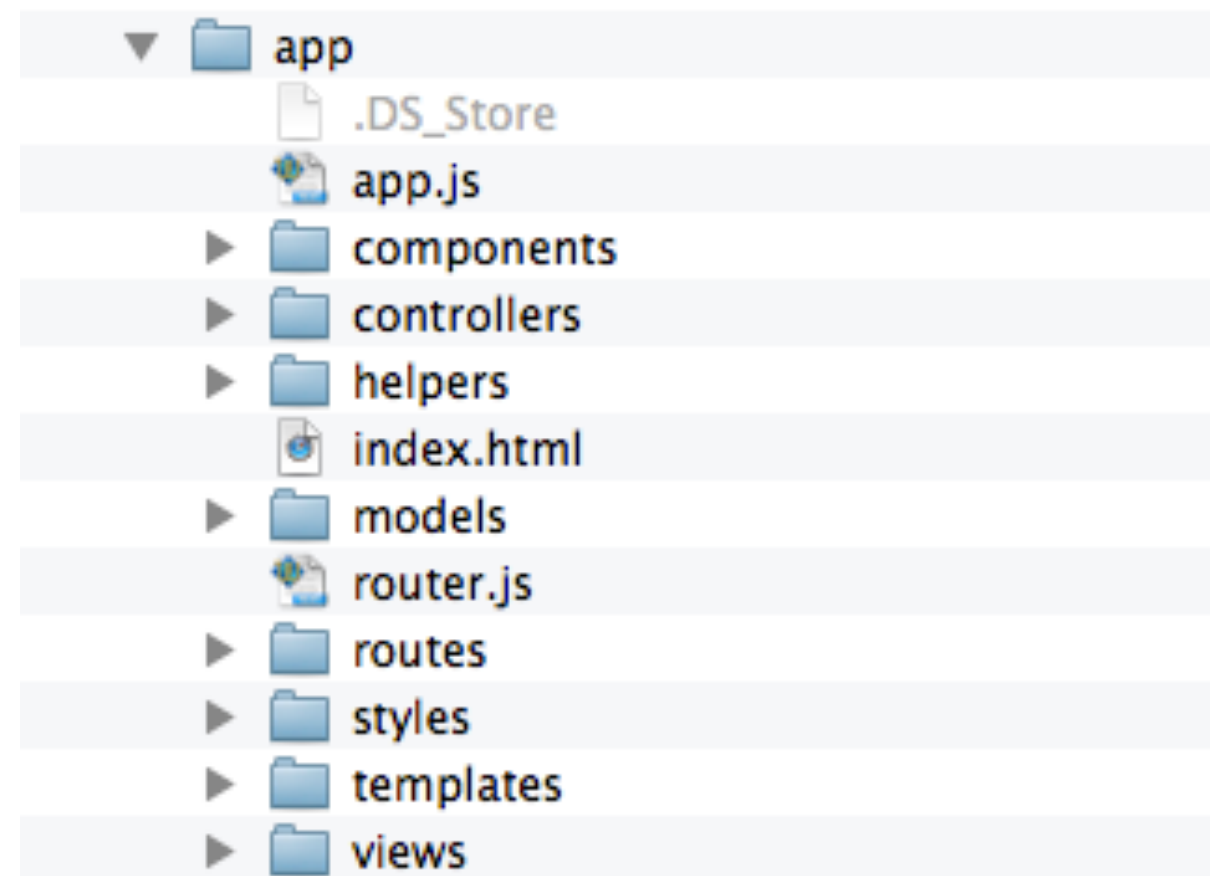 app
.DS_Store
app.js
components
controllers
helpers
index.html
models
router.js
routes
styles
templates
views